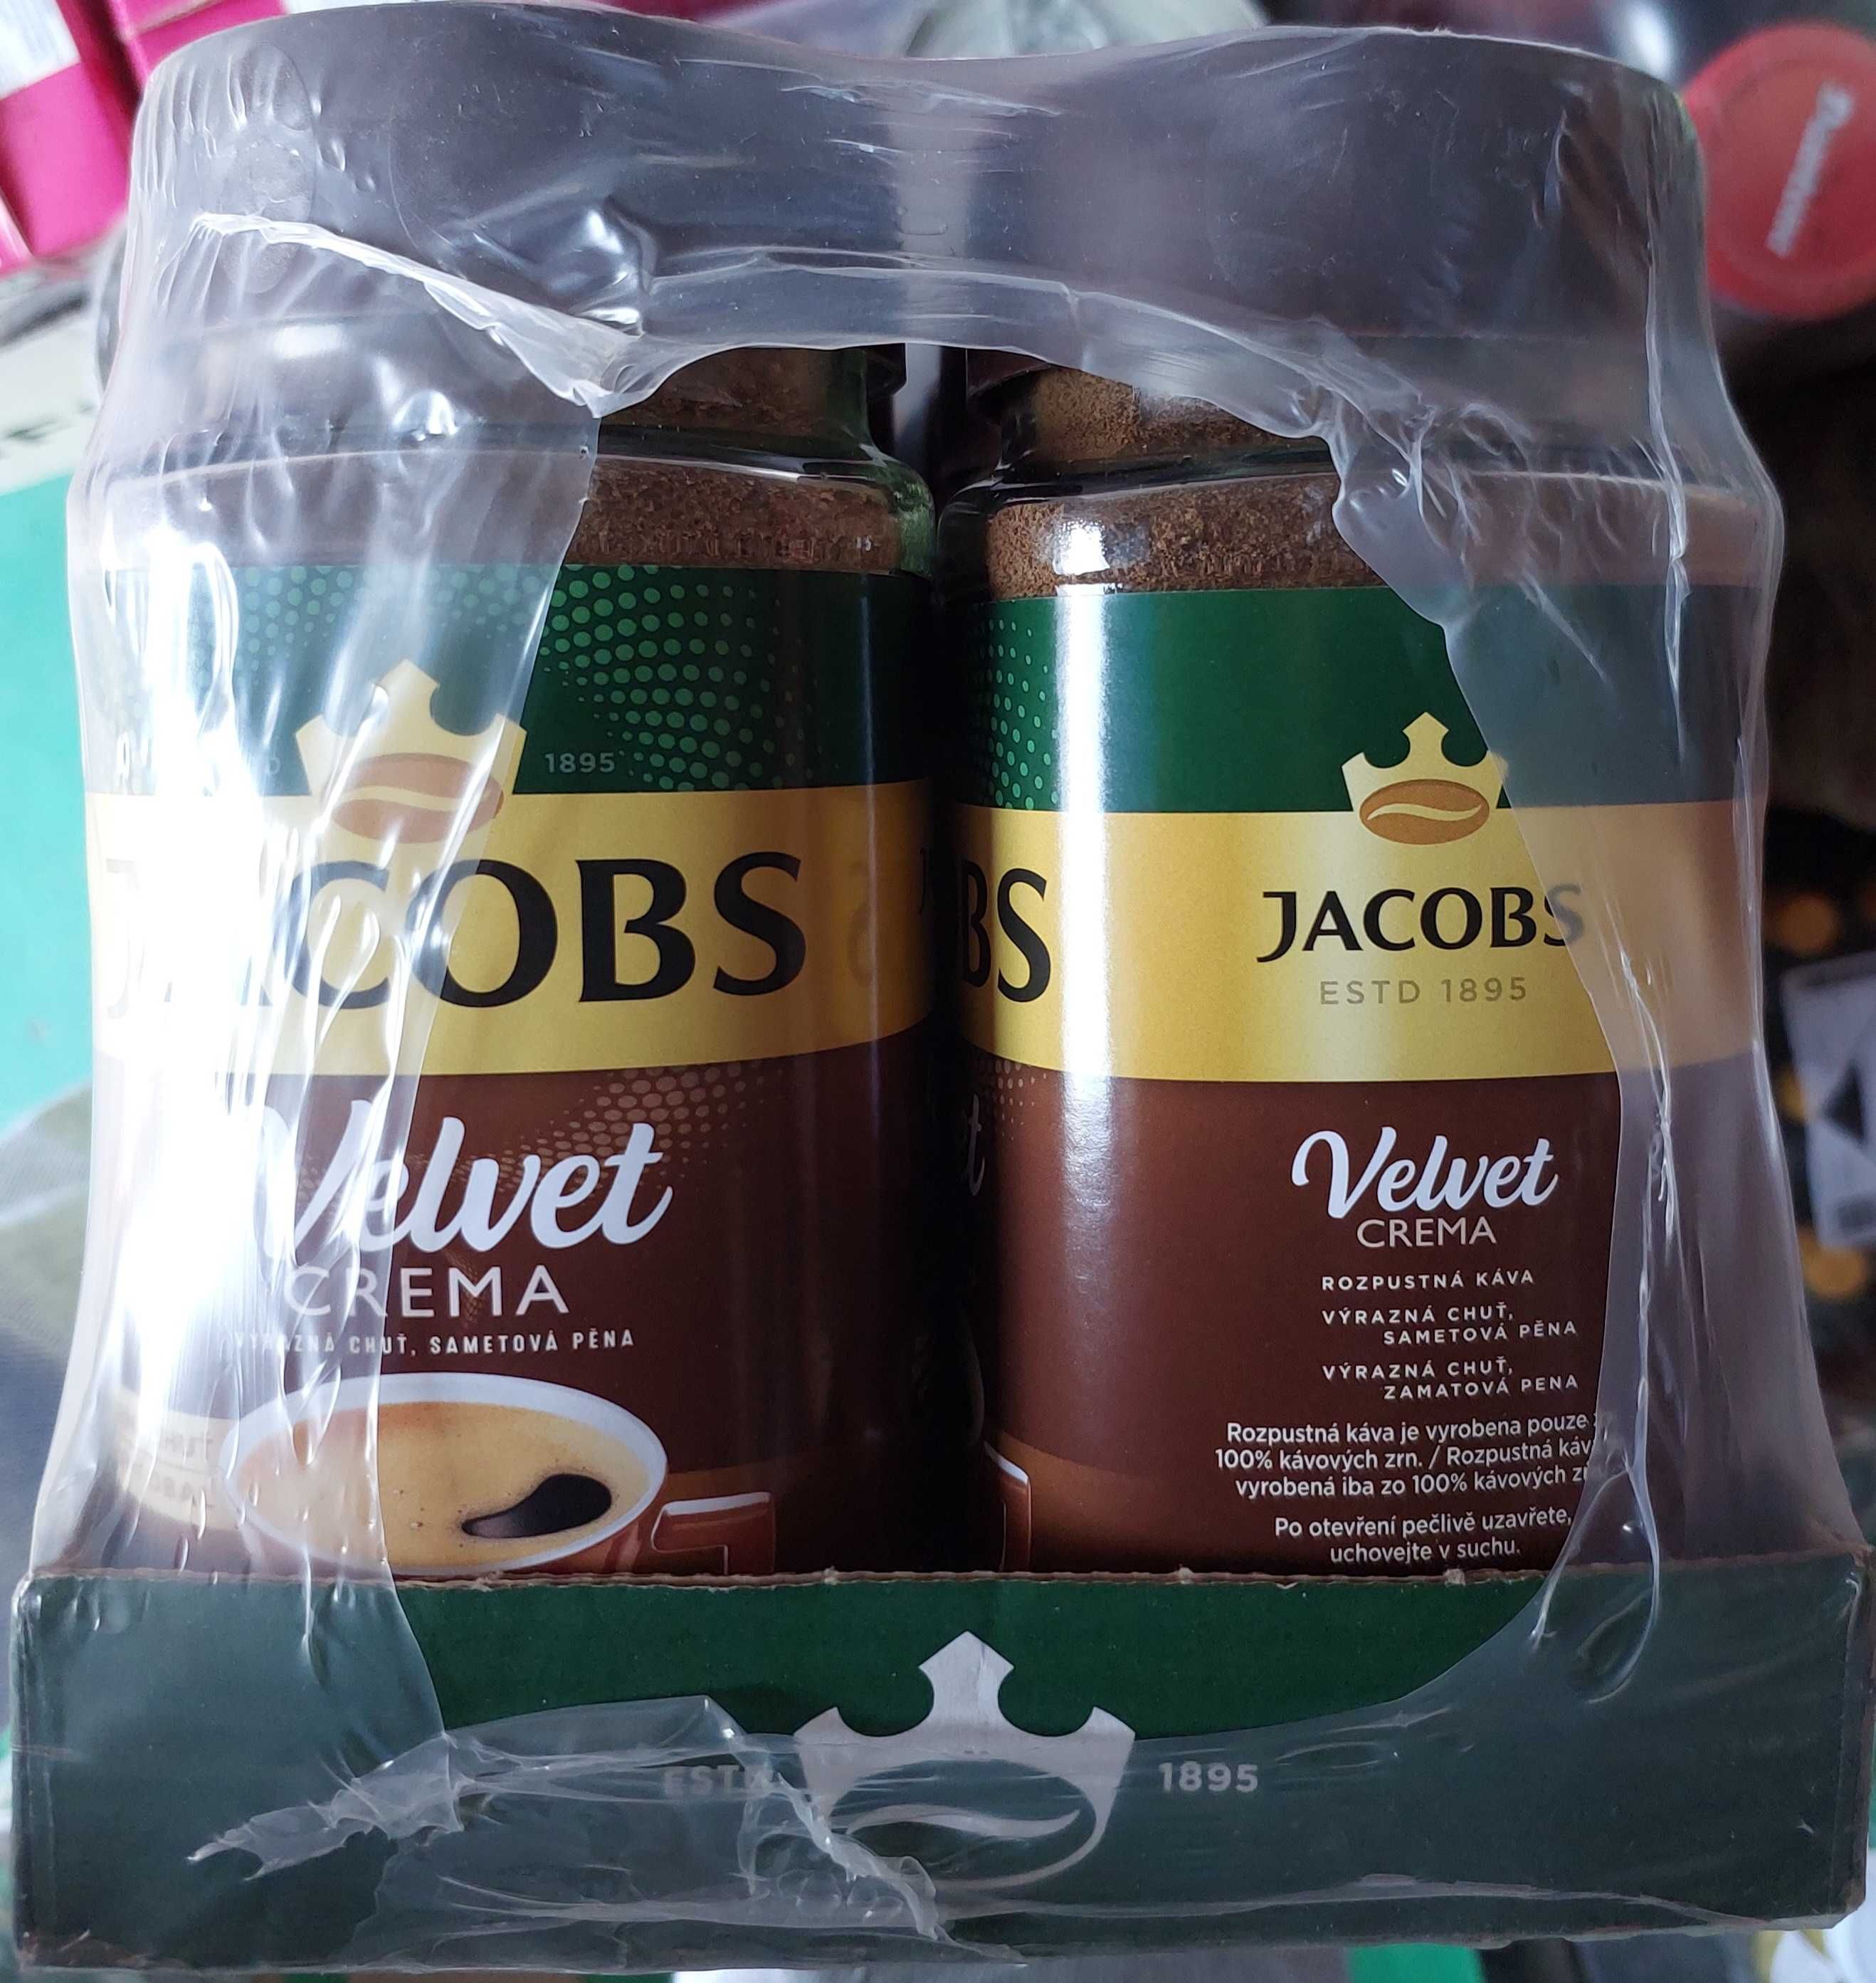 1895
JACOBS
Velvet
CREMA
VÝRAZNÁ CHUŤ, SAMETOVÁ PĚNA
BS
JACOBS
ESTD 1895
Velvet
CREMA
ROZPUSTNÁ KÁVA
VÝRAZNÁ CHUŤ,
SAMETOVÁ PĚNA
VÝRAZNÁ CHUŤ,
ZAMATOVÁ PENA
Rozpustná káva je vyrobena pouze
100% kávových zrn. / Rozpustná
vyrobená iba zo 100% kávových
Po otevření pečlivě uzavřete,
uchovejte v suchu.
ESTD 1895